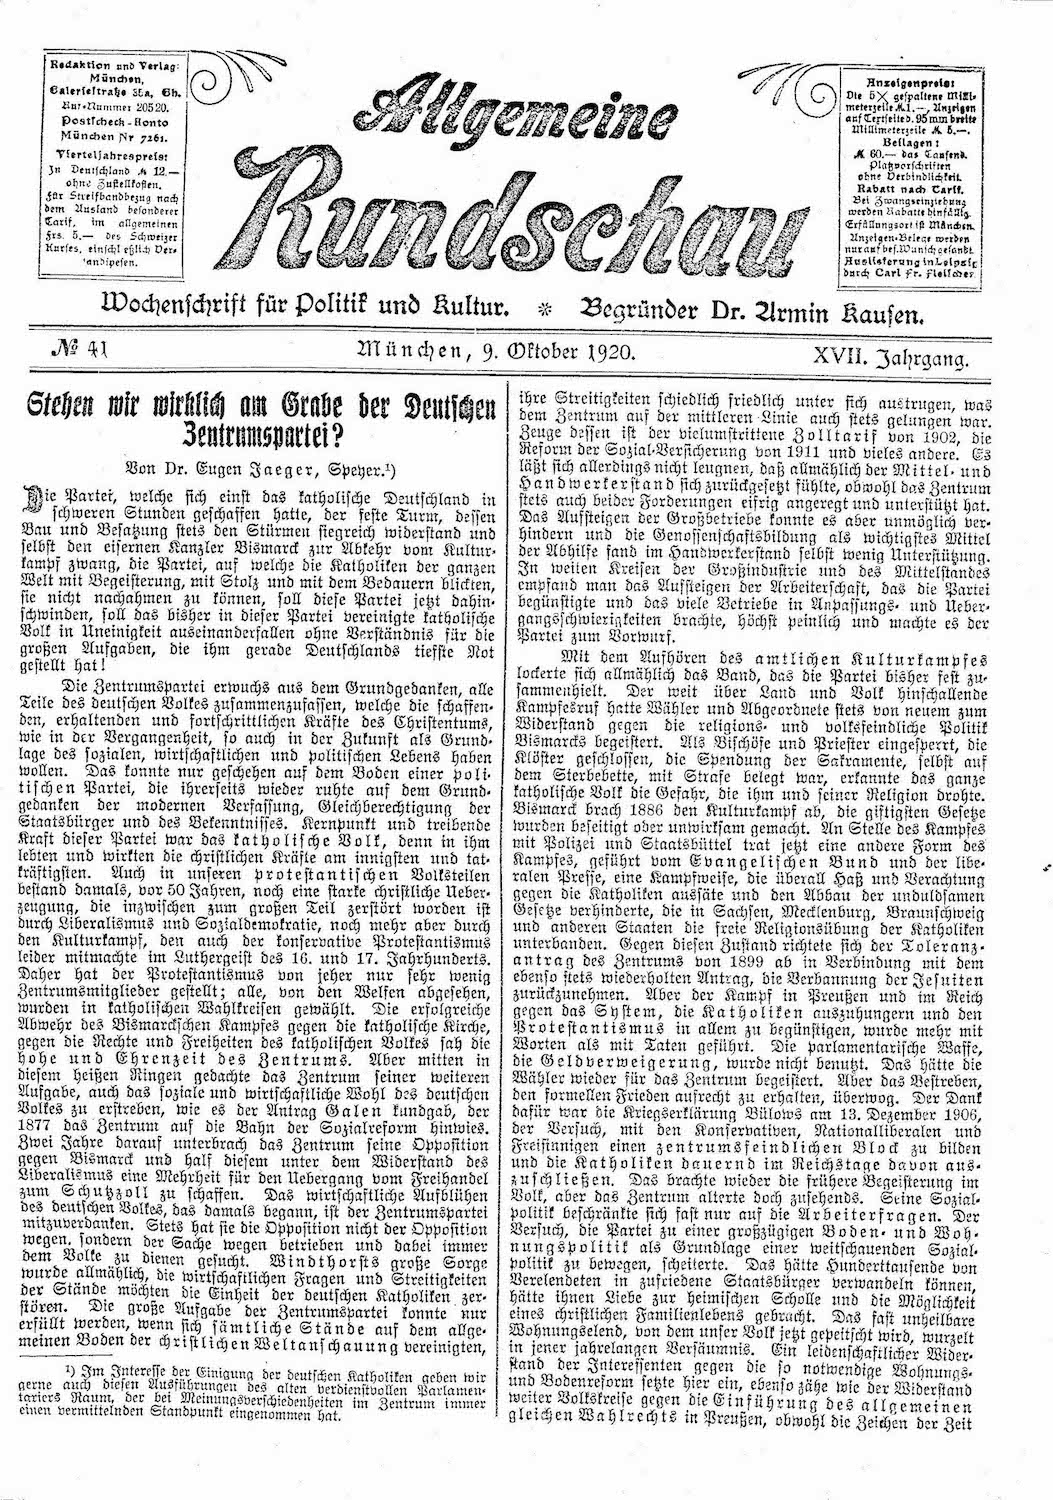 Redaktion und Verlag:
München,
Galeriestraße 35a, Gh.
Ruf-Nummer 20520.
Postscheck-Konto
München Nr. 7261.
Vierteljahrespreis:
In Deutschland ℳ 12.—
ohne Zustellkosten.
Für Streifbandbezug nach
dem Ausland besonderer
Tarif, im allgemeinen
Frs. 5.— des Schweizer
Kurses, einschließlich Ver-
sandspesen.
Allgemeine
Rundschau
Anzeigenpreis:
Die 5× gespaltene Milli-
meterzeile ℳ 1.—, Anzeigen
auf Textseite d. 95 mm breite
Millimeterzeile ℳ 5.—.
Beilagen:
ℳ 60.— das Tausend.
Platzvorschriften
ohne Verbindlichkeit.
Rabatt nach Tarif.
Bei Zwangseinziehung
werden Rabatte hinfällig.
Erfüllungsort ist München.
Anzeigen-Belege werden
nur auf bes. Wunsch gesandt.
Auslieferung in Leipzig
durch Carl Fr. Fleischer.
Wochenschrift für Politik und Kultur. * Begründer Dr. Armin Kausen.
№ 41 München, 9. Oktober 1920. XVII. Jahrgang.
Stehen wir wirklich am Grabe der Deutschen
Zentrumspartei?
Von Dr. Eugen Jaeger, Speyer.¹)
Die Partei, welche sich einst das katholische Deutschland in
schweren Stunden geschaffen hatte, der feste Turm, dessen
Bau und Besatzung stets den Stürmen siegreich widerstand und
selbst den eisernen Kanzler Bismarck zur Abkehr vom Kultur-
kampf zwang, die Partei, auf welche die Katholiken der ganzen
Welt mit Begeisterung, mit Stolz und mit dem Bedauern blickten,
sie nicht nachahmen zu können, soll diese Partei jetzt dahin-
schwinden, soll das bisher in dieser Partei vereinigte katholische
Volk in Uneinigkeit auseinanderfallen ohne Verständnis für die
großen Aufgaben, die ihm gerade Deutschlands tiefste Not
gestellt hat!
Die Zentrumspartei erwuchs aus dem Grundgedanken, alle
Teile des deutschen Volkes zusammenzufassen, welche die schaffen-
den, erhaltenden und fortschrittlichen Kräfte des Christentums,
wie in der Vergangenheit, so auch in der Zukunft als Grund-
lage des sozialen, wirtschaftlichen und politischen Lebens haben
wollen. Das konnte nur geschehen auf dem Boden einer poli-
tischen Partei, die ihrerseits wieder ruhte auf dem Grund-
gedanken der modernen Verfassung, Gleichberechtigung der
Staatsbürger und des Bekenntnisses. Kernpunkt und treibende
Kraft dieser Partei war das katholische Volk, denn in ihm
lebten und wirkten die christlichen Kräfte am innigsten und tat-
kräftigsten. Auch in unseren protestantischen Volksteilen
bestand damals, vor 50 Jahren, noch eine starke christliche Ueber-
zeugung, die inzwischen zum großen Teil zerstört worden ist
durch Liberalismus und Sozialdemokratie, noch mehr aber durch
den Kulturkampf, den auch der konservative Protestantismus
leider mitmachte im Luthergeist des 16. und 17. Jahrhunderts.
Daher hat der Protestantismus von jeher nur sehr wenig
Zentrumsmitglieder gestellt; alle, von den Welfen abgesehen,
wurden in katholischen Wahlkreisen gewählt. Die erfolgreiche
Abwehr des Bismarckschen Kampfes gegen die katholische Kirche,
gegen die Rechte und Freiheiten des katholischen Volkes sah die
hohe und Ehrenzeit des Zentrums. Aber mitten in
diesem heißen Ringen gedachte das Zentrum seiner weiteren
Aufgabe, auch das soziale und wirtschaftliche Wohl des deutschen
Volkes zu erstreben, wie es der Antrag Galen kundgab, der
1877 das Zentrum auf die Bahn der Sozialreform hinwies.
Zwei Jahre darauf unterbrach das Zentrum seine Opposition
gegen Bismarck und half diesem unter dem Widerstand des
Liberalismus eine Mehrheit für den Uebergang vom Freihandel
zum Schutzzoll zu schaffen. Das wirtschaftliche Aufblühen
des deutschen Volkes, das damals begann, ist der Zentrumspartei
mitzuverdanken. Stets hat sie die Opposition nicht der Opposition
wegen, sondern der Sache wegen betrieben und dabei immer
dem Volke zu dienen gesucht. Windthorsts große Sorge
wurde allmählich, die wirtschaftlichen Fragen und Streitigkeiten
der Stände möchten die Einheit der deutschen Katholiken zer-
stören. Die große Aufgabe der Zentrumspartei konnte nur
erfüllt werden, wenn sich sämtliche Stände auf dem allge-
meinen Boden der christlichen Weltanschauung vereinigten,
¹) Im Interesse der Einigung der deutschen Katholiken geben wir
gerne auch diesen Ausführungen des alten verdienstvollen Parlamen-
tariers Raum, der bei Meinungsverschiedenheiten im Zentrum immer
einen vermittelnden Standpunkt eingenommen hat.
ihre Streitigkeiten schiedlich friedlich unter sich austrugen, was
dem Zentrum auf der mittleren Linie auch stets gelungen war.
Zeuge dessen ist der vielumstrittene Zolltarif von 1902, die
Reform der Sozial-Versicherung von 1911 und vieles andere. Es
läßt sich allerdings nicht leugnen, daß allmählich der Mittel- und
Handwerkerstand sich zurückgesetzt fühlte, obwohl das Zentrum
stets auch beider Forderungen eifrig angeregt und unterstützt hat.
Das Aufsteigen der Großbetriebe konnte es aber unmöglich ver-
hindern und die Genossenschaftsbildung als wichtigstes Mittel
der Abhilfe fand im Handwerkerstand selbst wenig Unterstützung.
In weiten Kreisen der Großindustrie und des Mittelstandes
empfand man das Aufsteigen der Arbeiterschaft, das die Partei
begünstigte und das viele Betriebe in Anpassungs- und Ueber-
gangsschwierigkeiten brachte, höchst peinlich und machte es der
Partei zum Vorwurf.
Mit dem Aufhören des amtlichen Kulturkampfes
lockerte sich allmählich das Band, das die Partei bisher fest zu-
sammenhielt. Der weit über Land und Volk hinschallende
Kampfesruf hatte Wähler und Abgeordnete stets von neuem zum
Widerstand gegen die religions- und volksfeindliche Politik
Bismarcks begeistert. Als Bischöfe und Priester eingesperrt, die
Klöster geschlossen, die Spendung der Sakramente, selbst auf
dem Sterbebette, mit Strafe belegt war, erkannte das ganze
katholische Volk die Gefahr, die ihm und seiner Religion drohte.
Bismarck brach 1886 den Kulturkampf ab, die giftigsten Gesetze
wurden beseitigt oder unwirksam gemacht. An Stelle des Kampfes
mit Polizei und Staatsbüttel trat jetzt eine andere Form des
Kampfes, geführt vom Evangelischen Bund und der libe-
ralen Presse, eine Kampfweise, die überall Haß und Verachtung
gegen die Katholiken aussäte und den Abbau der unduldsamen
Gesetze verhinderte, die in Sachsen, Mecklenburg, Braunschweig
und anderen Staaten die freie Religionsübung der Katholiken
unterbanden. Gegen diesen Zustand richtete sich der Toleranz-
antrag des Zentrums von 1899 ab in Verbindung mit dem
ebenso stets wiederholten Antrag, die Verbannung der Jesuiten
zurückzunehmen. Aber der Kampf in Preußen und im Reich
gegen das System, die Katholiken auszuhungern und den
Protestantismus in allem zu begünstigen, wurde mehr mit
Worten als mit Taten geführt. Die parlamentarische Waffe,
die Geldverweigerung, wurde nicht benutzt. Das hätte die
Wähler wieder für das Zentrum begeistert. Aber das Bestreben,
den formellen Frieden aufrecht zu erhalten, überwog. Der Dank
dafür war die Kriegserklärung Bülows am 13. Dezember 1906,
der Versuch, mit den Konservativen, Nationalliberalen und
Freisinnigen einen zentrumsfeindlichen Block zu bilden
und die Katholiken dauernd im Reichstage davon aus-
zuschließen. Das brachte wieder die frühere Begeisterung im
Volk, aber das Zentrum alterte doch zusehends. Seine Sozial-
politik beschränkte sich fast nur auf die Arbeiterfragen. Der
Versuch, die Partei zu einer großzügigen Boden- und Woh-
nungspolitik als Grundlage einer weitschauenden Sozial-
politik zu bewegen, scheiterte. Das hätte Hunderttausende von
Verelendeten in zufriedene Staatsbürger verwandeln können,
hätte ihnen Liebe zur heimischen Scholle und die Möglichkeit
eines christlichen Familienlebens gebracht. Das fast unheilbare
Wohnungselend, von dem unser Volk jetzt gepeitscht wird, wurzelt
in jener jahrelangen Versäumnis. Ein leidenschaftlicher Wider-
stand der Interessenten gegen die so notwendige Wohnungs-
und Bodenreform setzte hier ein, ebenso zähe wie der Widerstand
weiter Volkskreise gegen die Einführung des allgemeinen
gleichen Wahlrechts in Preußen, obwohl die Zeichen der Zeit